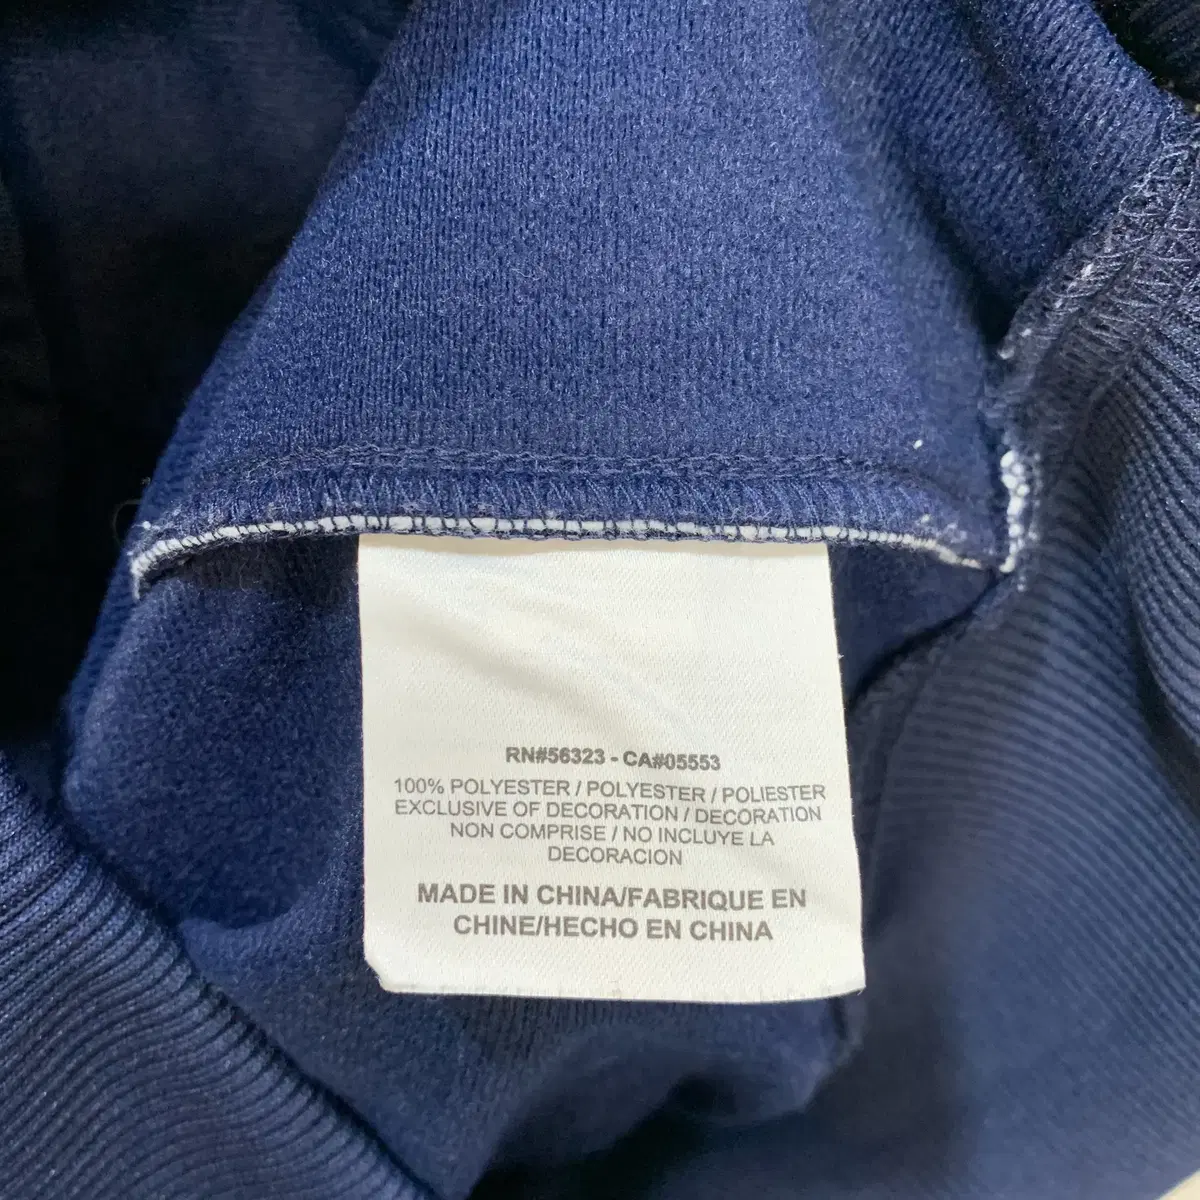 RN#56323 - CA#05553
100% POLYESTER / POLYESTER / POLIESTER
EXCLUSIVE OF DECORATION / DECORATION
NON COMPRISE / NO INCLUYE LA
DECORACION
MADE IN CHINA/FABRIQUE EN
CHINE/HECHO EN CHINA